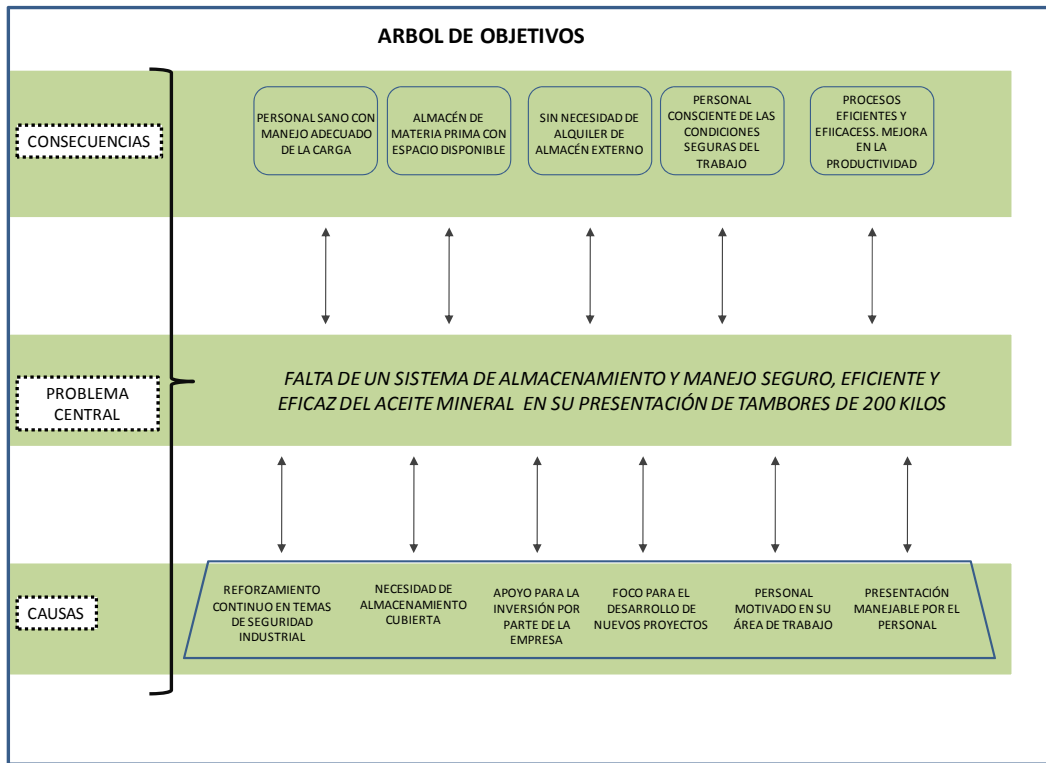 ARBOL DE OBJETIVOS
CONSECUENCIAS
PERSONAL SANO CON
MANEJO ADECUADO
DE LA CARGA
ALMACÉN DE
MATERIA PRIMA CON
ESPACIO DISPONIBLE
SIN NECESIDAD DE
ALQUILER DE
ALMACÉN EXTERNO
PERSONAL
CONSCIENTE DE LAS
CONDICIONES
SEGURAS DEL
TRABAJO
PROCESOS
EFICIENTES Y
EFIICACESS. MEJORA
EN LA
PRODUCTIVIDAD
PROBLEMA
CENTRAL
FALTA DE UN SISTEMA DE ALMACENAMIENTO Y MANEJO SEGURO, EFICIENTE Y
EFICAZ DEL ACEITE MINERAL EN SU PRESENTACIÓN DE TAMBORES DE 200 KILOS
CAUSAS
REFORZAMIENTO
CONTINUO EN TEMAS
DE SEGURIDAD
INDUSTRIAL
NECESIDAD DE
ALMACENAMIENTO
CUBIERTA
APOYO PARA LA
INVERSIÓN POR
PARTE DE LA
EMPRESA
FOCO PARA EL
DESARROLLO DE
NUEVOS PROYECTOS
PERSONAL
MOTIVADO EN SU
ÁREA DE TRABAJO
PRESENTACIÓN
MANEJABLE POR EL
PERSONAL